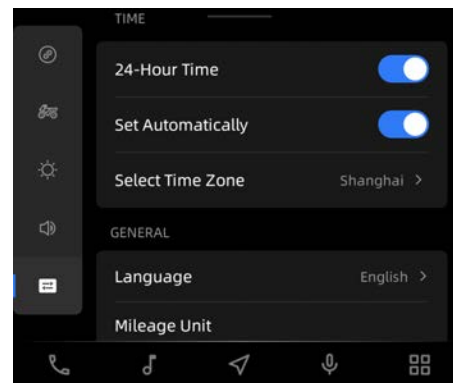 TIME
24-Hour Time
Set Automatically
Select Time Zone Shanghai >
GENERAL
Language English >
Mileage Unit